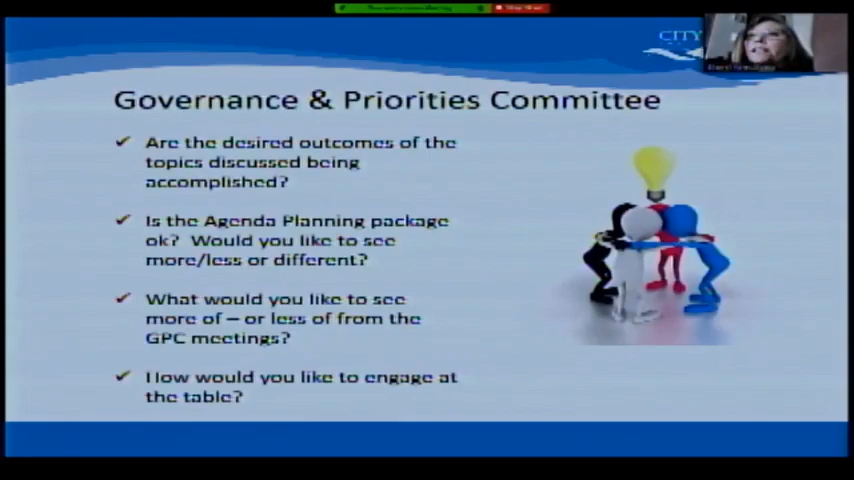 CITY
Governance & Priorities Committee
✓ Are the desired outcomes of the
topics discussed being
accomplished?
✓ Is the Agenda Planning package
ok? Would you like to see
more/less or different?
✓ What would you like to see
more of – or less of from the
GPC meetings?
✓ How would you like to engage at
the table?